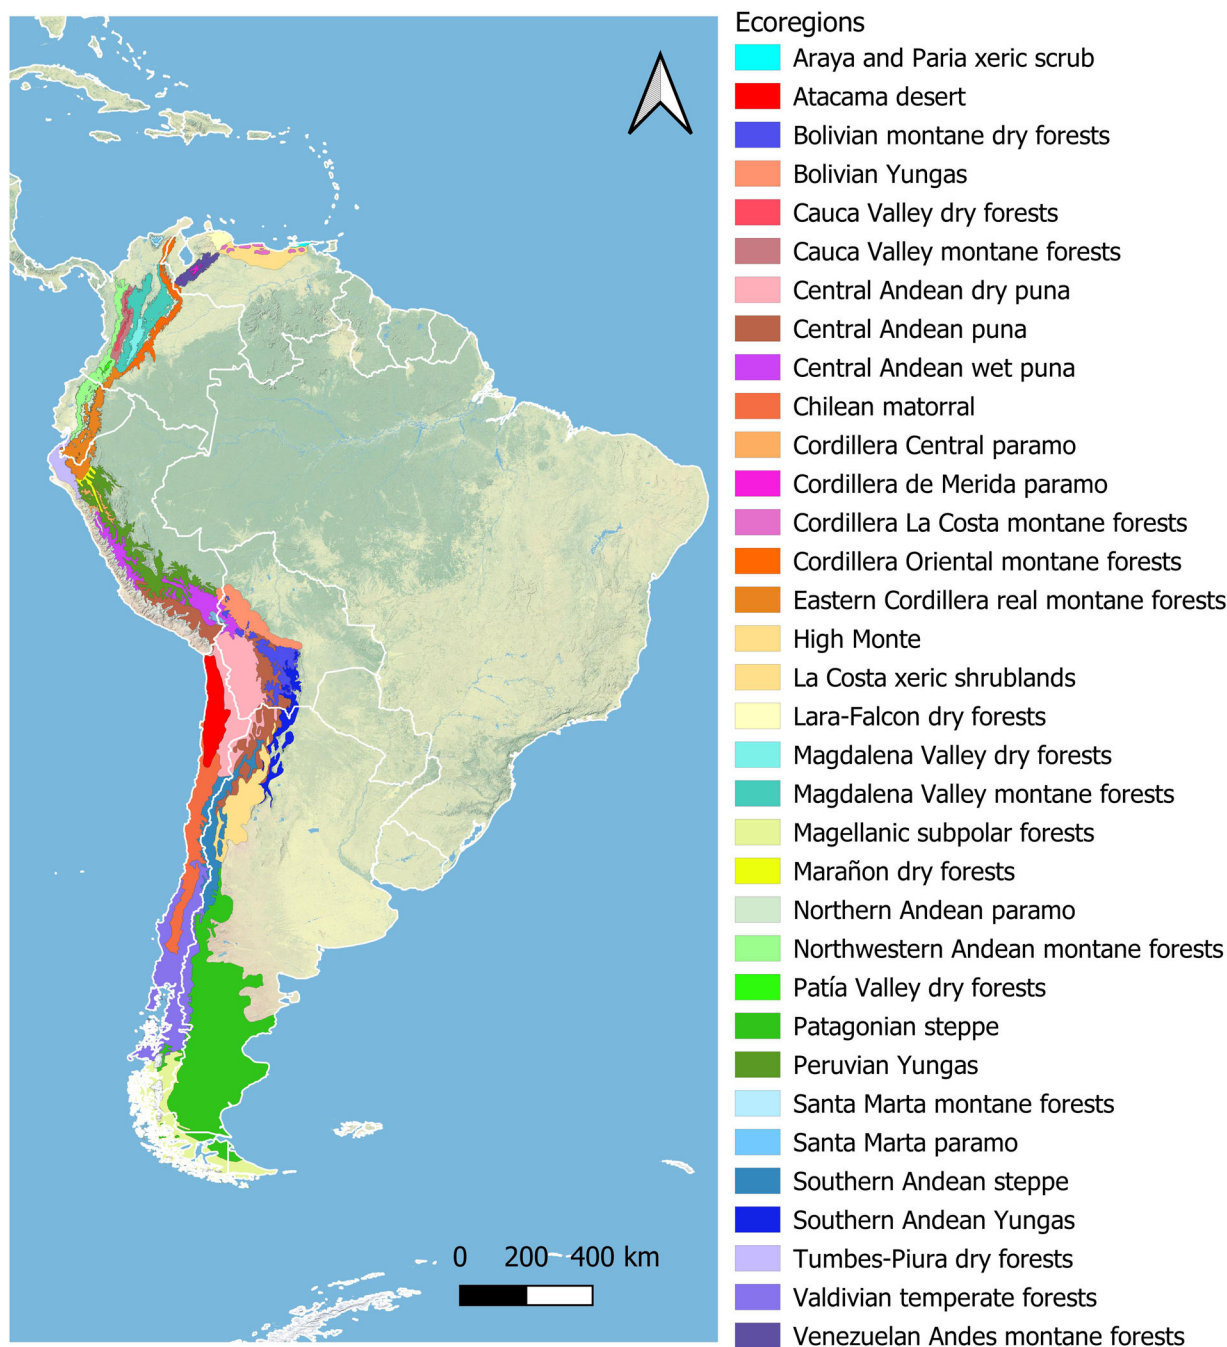 Ecoregions
Araya and Paria xeric scrub
Atacama desert
Bolivian montane dry forests
Bolivian Yungas
Cauca Valley dry forests
Cauca Valley montane forests
Central Andean dry puna
Central Andean puna
Central Andean wet puna
Chilean matorral
Cordillera Central paramo
Cordillera de Merida paramo
Cordillera La Costa montane forests
Cordillera Oriental montane forests
Eastern Cordillera real montane forests
High Monte
La Costa xeric shrublands
Lara-Falcon dry forests
Magdalena Valley dry forests
Magdalena Valley montane forests
Magellanic subpolar forests
Marañon dry forests
Northern Andean paramo
Northwestern Andean montane forests
Patía Valley dry forests
Patagonian steppe
Peruvian Yungas
Santa Marta montane forests
Santa Marta paramo
Southern Andean steppe
Southern Andean Yungas
Tumbes-Piura dry forests
Valdivian temperate forests
Venezuelan Andes montane forests
0 200 400 km